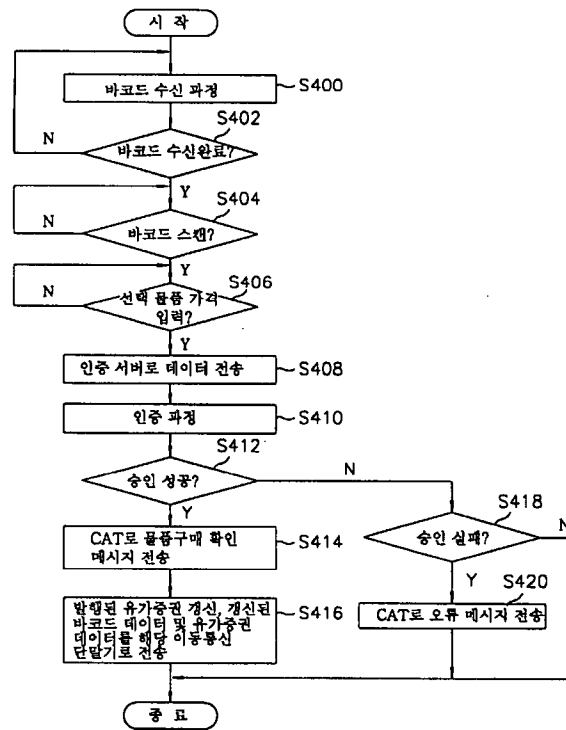 시 작
바코드 수신 과정
S400
S402
바코드 수신완료?
N
Y
S404
바코드 스캔?
N
Y
S406
선택 물품 가격
입력?
N
Y
인증 서버로 데이터 전송
S408
인증 과정
S410
S412
승인 성공?
N
Y
S418
승인 실패?
N
Y
CAT로 물품구매 확인
메시지 전송
S414
S420
CAT로 오류 메시지 전송
발행된 유가증권 갱신, 갱신된
바코드 데이터 및 유가증권
데이터를 해당 이동통신
단말기로 전송
S416
종 료